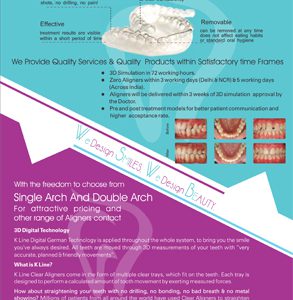 shots, no drilling, no paint
Effective
treatment results are visible
within a short period of time
Removable
can be removed at any time
does not affect eating habits
or standard oral hygiene
We Provide Quality Services & Quality Products within Satisfactory time Frames
3D Simulation in 72 working hours.
Zero Aligners within 3 working days (Delhi & NCR) & 5 working days
(Across India).
Aligners will be delivered within 3 weeks of 3D simulation approval by
the Doctor.
Pre and post treatment models for better patient communication and
higher acceptance rate.
We Design Smiles, We Design Beauty.
With the freedom to choose from
Single Arch And Double Arch
For attractive pricing and
other range of Aligners contact
3D Digital Technology
K Line Digital German Technology is applied throughout the whole system, to bring you the smile
you've always desired. All teeth are moved through 3D measurements of your teeth with "very
accurate, planned & friendly movements".
What is K Line?
K Line Clear Aligners come in the form of multiple clear trays, which fit on the teeth. Each tray is
designed to perform a calculated amount of tooth movement by exerting measured forces.
How about straightening your teeth with no drilling, no bonding, no bad breath & no metal
showing? Millions of patients from all around the world have used Clear Aligners to straighten